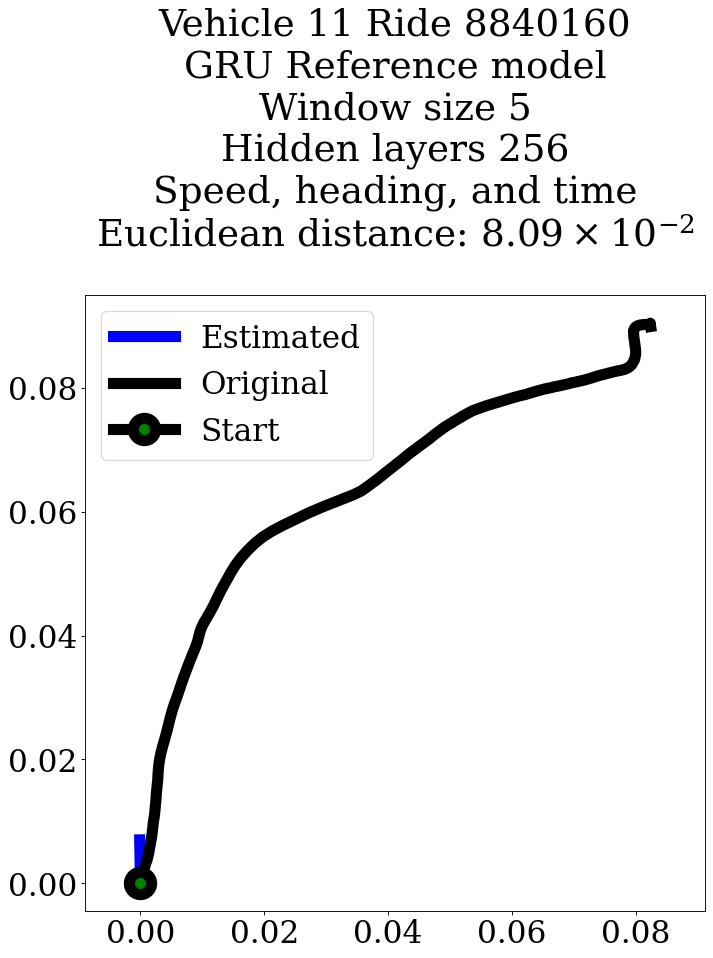 Vehicle 11 Ride 8840160
GRU Reference model
Window size 5
Hidden layers 256
Speed, heading, and time
Euclidean distance: 8.09 × 10⁻²
Estimated
Original
Start
0.08
0.06
0.04
0.02
0.00
0.00 0.02 0.04 0.06 0.08